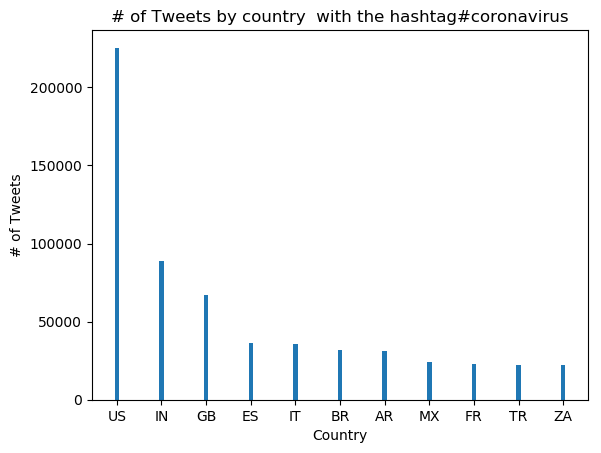 # of Tweets by country  with the hashtag#coronavirus
# of Tweets
200000
150000
100000
50000
0
US IN GB ES IT BR AR MX FR TR ZA
Country